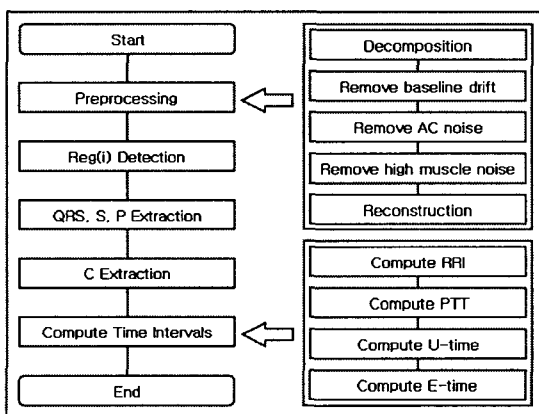 Start
Preprocessing
Reg(i) Detection
QRS, S, P Extraction
C Extraction
Compute Time Intervals
End
Decomposition
Remove baseline drift
Remove AC noise
Remove high muscle noise
Reconstruction
Compute RRI
Compute PTT
Compute U-time
Compute E-time